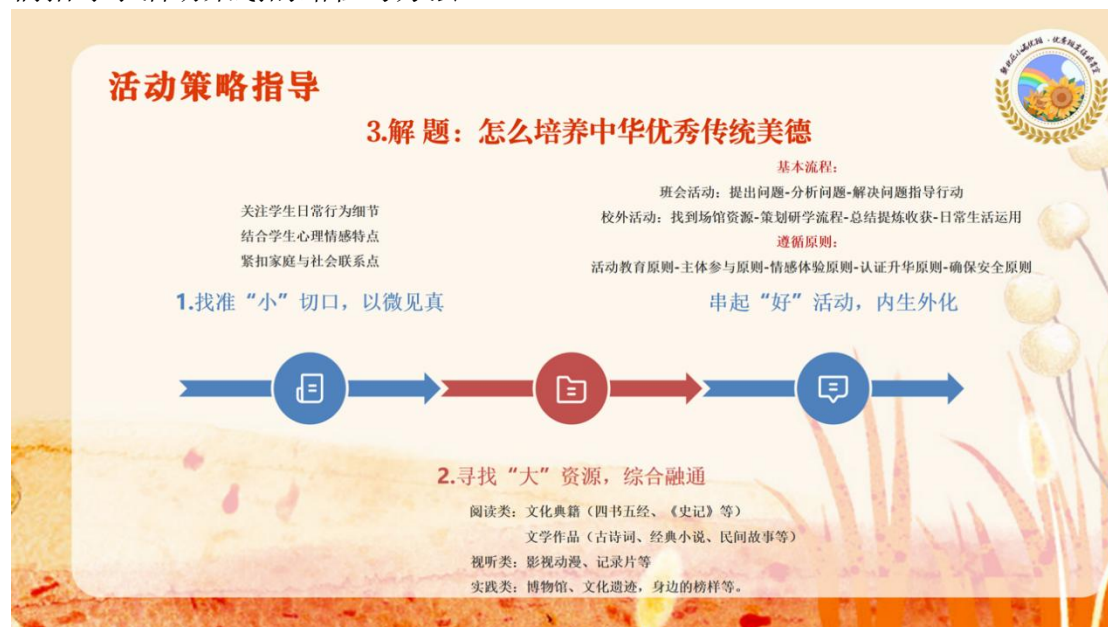 活动策略指导
3.解 题：怎么培养中华优秀传统美德
关注学生日常行为细节
结合学生心理情感特点
紧扣家庭与社会联系点
1.找准“小”切口，以微见真
基本流程：
班会活动：提出问题-分析问题-解决问题指导行动
校外活动：找到场馆资源-策划研学流程-总结提炼收获-日常生活运用
遵循原则：
活动教育原则-主体参与原则-情感体验原则-认证升华原则-确保安全原则
串起“好”活动，内生外化
2.寻找“大”资源，综合融通
阅读类：文化典籍（四书五经、《史记》等）
文学作品（古诗词、经典小说、民间故事等）
视听类：影视动漫、记录片等
实践类：博物馆、文化遗迹，身边的榜样等。